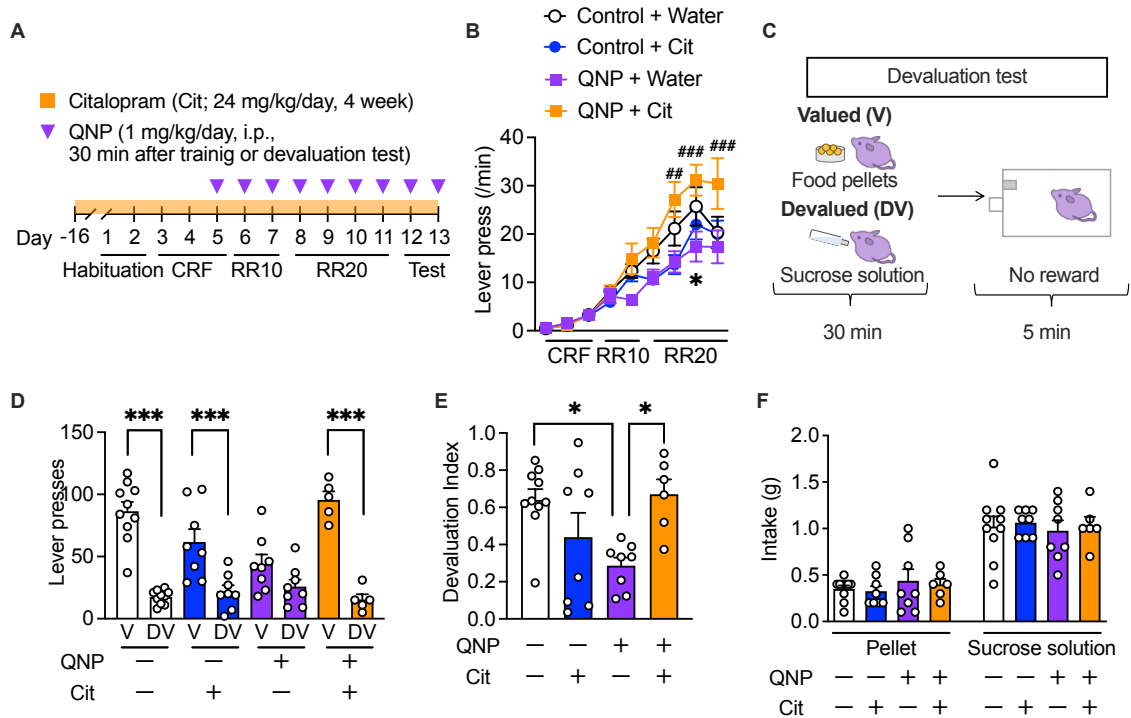 A
Citalopram (Cit; 24 mg/kg/day, 4 week)
QNP (1 mg/kg/day, i.p.,
30 min after trainig or devaluation test)
Day -16 1 2 3 4 5 6 7 8 9 10 11 12 13
Habituation CRF RR10 RR20 Test
B
Control + Water
Control + Cit
QNP + Water
QNP + Cit
Lever press (/min)
40
30
20
10
0
## ### ###
*
CRF RR10 RR20
C
Devaluation test
Valued (V)
Food pellets
Devalued (DV)
Sucrose solution
No reward
30 min
5 min
D
Lever presses
150
100
50
0
*** *** ***
V DV V DV V DV V DV
QNP − − + +
Cit − + − +
E
Devaluation Index
1.0
0.8
0.6
0.4
0.2
0.0
* *
QNP − − + +
Cit − + − +
F
Intake (g)
2.0
1.5
1.0
0.5
0.0
Pellet Sucrose solution
QNP − − + + − − + +
Cit − + − + − + − +